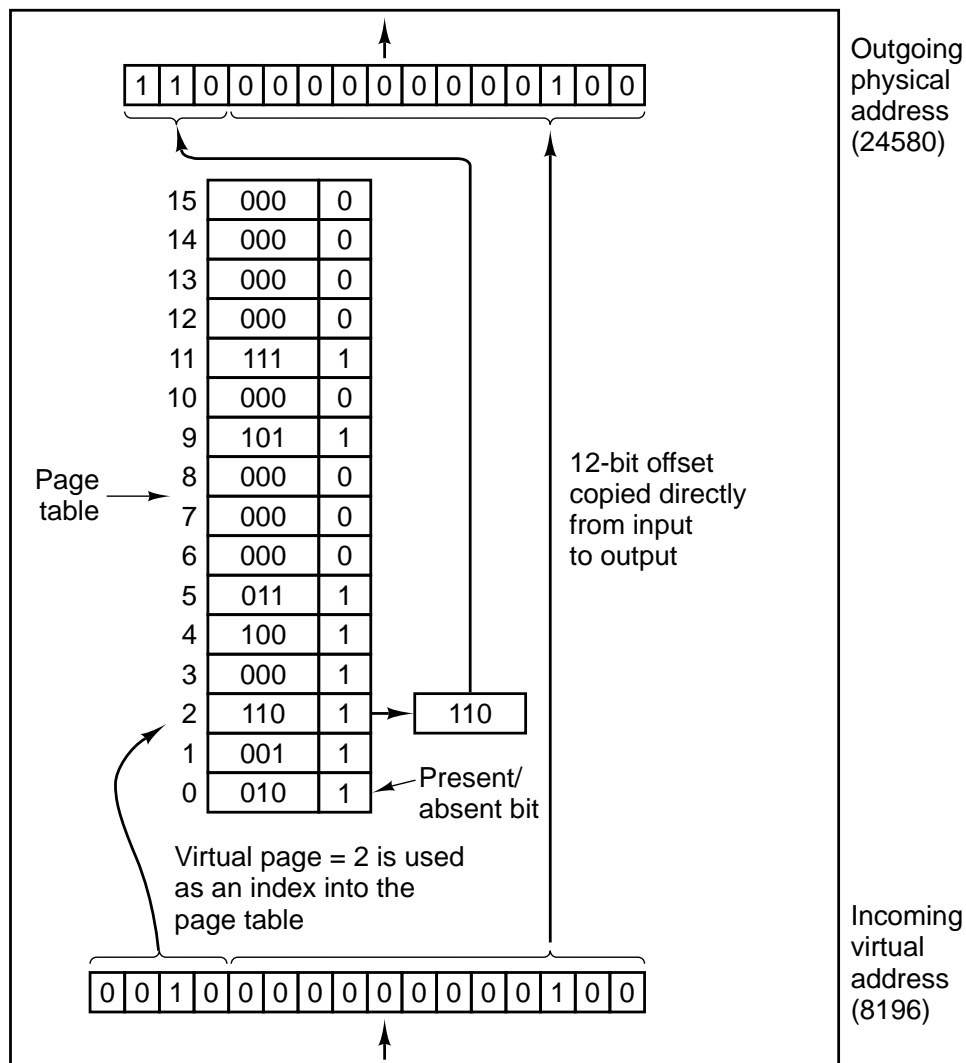 Outgoing
physical
address
(24580)
1 1 0 0 0 0 0 0 0 0 0 0 1 0 0
15 000 0
14 000 0
13 000 0
12 000 0
11 111 1
10 000 0
9 101 1
8 000 0
7 000 0
6 000 0
5 011 1
4 100 1
3 000 1
2 110 1 110
1 001 1
0 010 1
Page
table
12-bit offset
copied directly
from input
to output
Present/
absent bit
Virtual page = 2 is used
as an index into the
page table
0 0 1 0 0 0 0 0 0 0 0 0 0 1 0 0
Incoming
virtual
address
(8196)